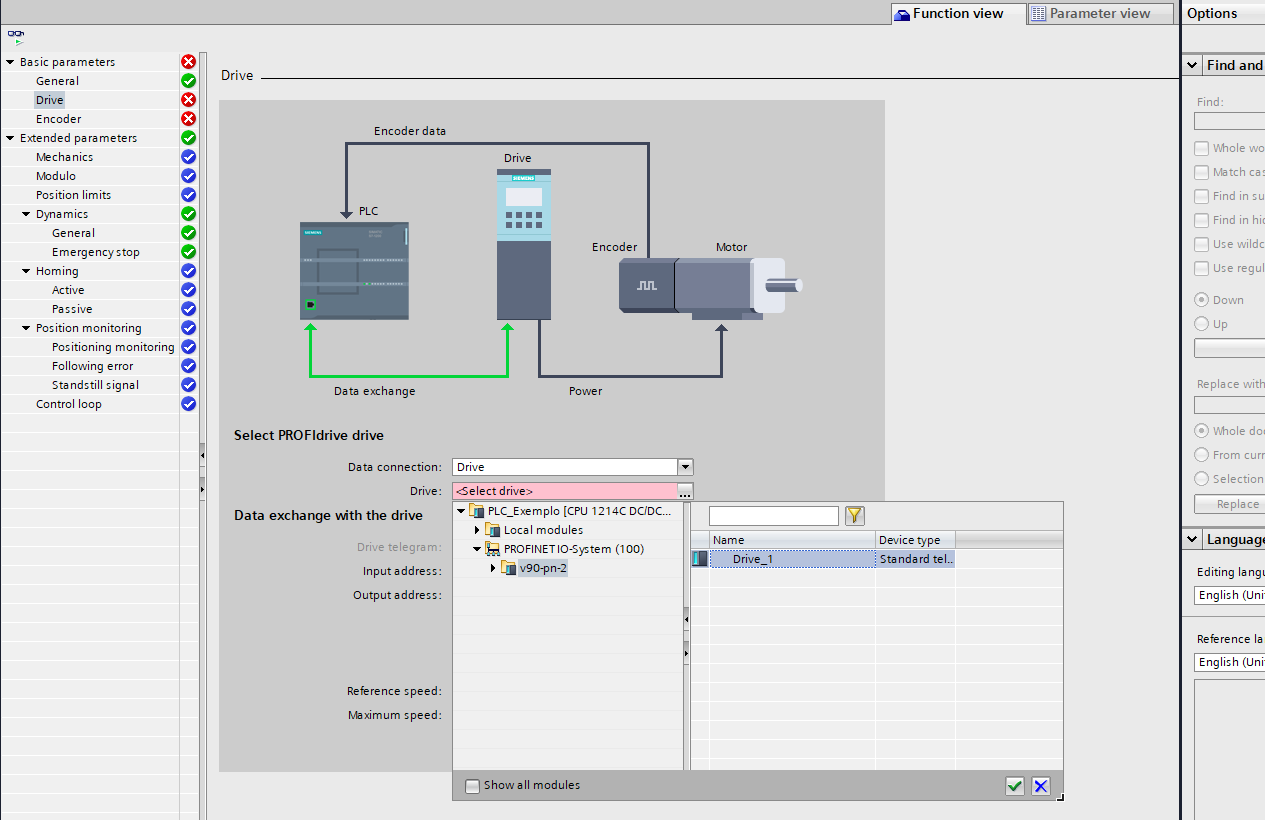 Function view
Parameter view
Options
Basic parameters
General
Drive
Encoder
Extended parameters
Mechanics
Modulo
Position limits
Dynamics
General
Emergency stop
Homing
Active
Passive
Position monitoring
Positioning monitoring
Following error
Standstill signal
Control loop
Drive
Encoder data
Drive
SIEMENS
PLC
SIEMENS
Encoder
Motor
Data exchange
Power
Select PROFIdrive drive
Data connection:
Drive
Drive:
<Select drive>
...
Data exchange with the drive
Drive telegram:
Input address:
Output address:
Reference speed:
Maximum speed:
PLC_Exemplo [CPU 1214C DC/DC...
Local modules
PROFINET IO-System (100)
v90-pn-2
Name
Device type
Drive_1
Standard tel...
Show all modules
Find and
Find:
Whole wo
Match cas
Find in su
Find in hid
Use wildc
Use regul
Down
Up
Replace with
Whole doc
From curr
Selection
Replace
Language
Editing langu
English (Uni
Reference la
English (Uni